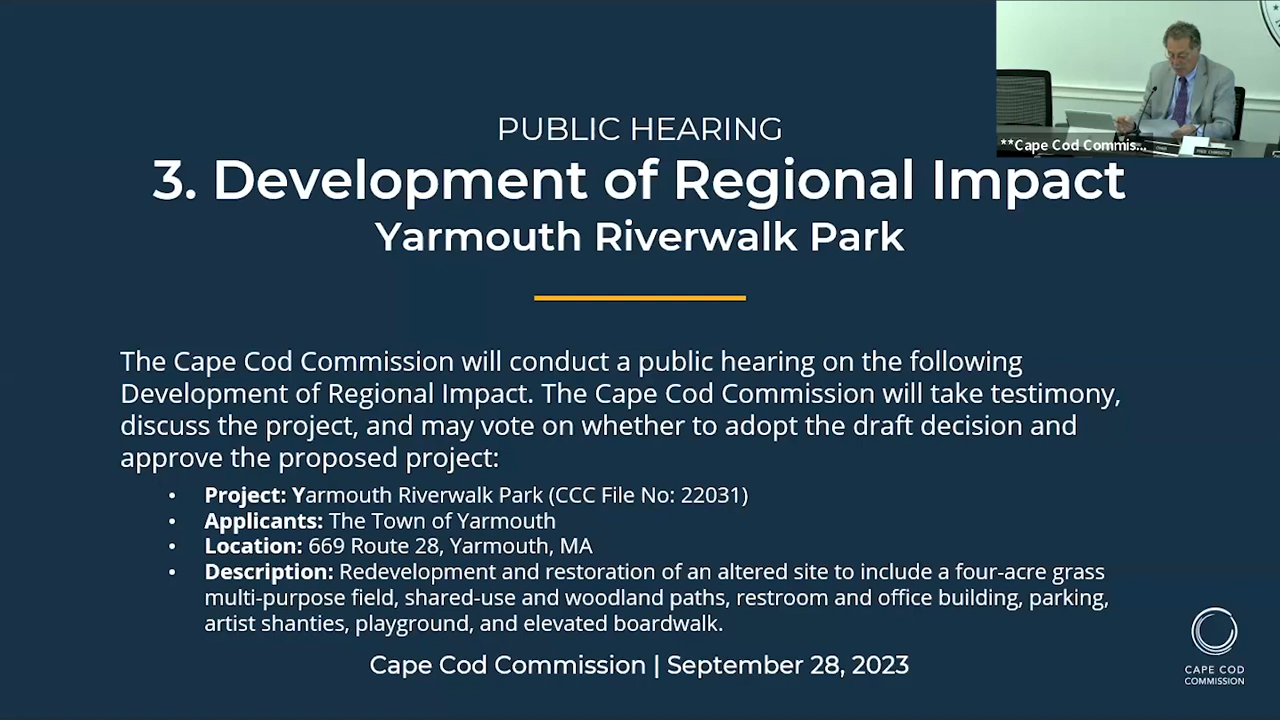 **Cape Cod Commis...
PUBLIC HEARING
3. Development of Regional Impact
Yarmouth Riverwalk Park
The Cape Cod Commission will conduct a public hearing on the following
Development of Regional Impact. The Cape Cod Commission will take testimony,
discuss the project, and may vote on whether to adopt the draft decision and
approve the proposed project:
• Project: Yarmouth Riverwalk Park (CCC File No: 22031)
• Applicants: The Town of Yarmouth
• Location: 669 Route 28, Yarmouth, MA
• Description: Redevelopment and restoration of an altered site to include a four-acre grass
multi-purpose field, shared-use and woodland paths, restroom and office building, parking,
artist shanties, playground, and elevated boardwalk.
Cape Cod Commission | September 28, 2023
CAPE COD
COMMISSION